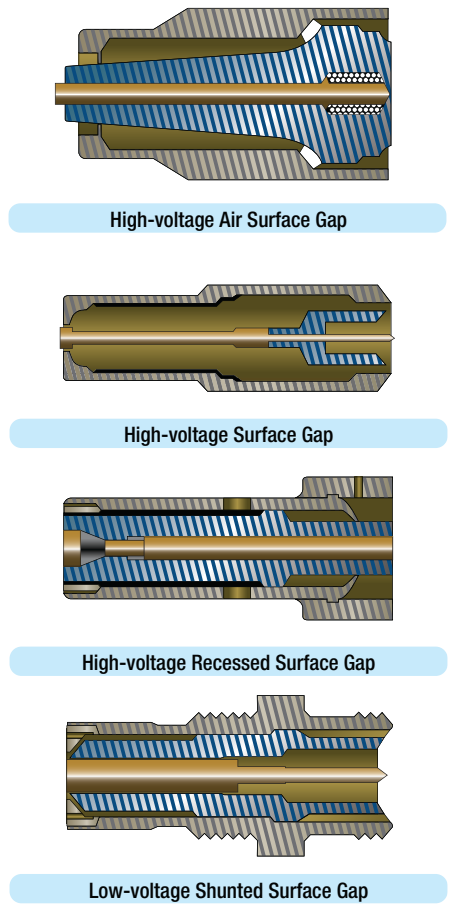 High-voltage Air Surface Gap
High-voltage Surface Gap
High-voltage Recessed Surface Gap
Low-voltage Shunted Surface Gap